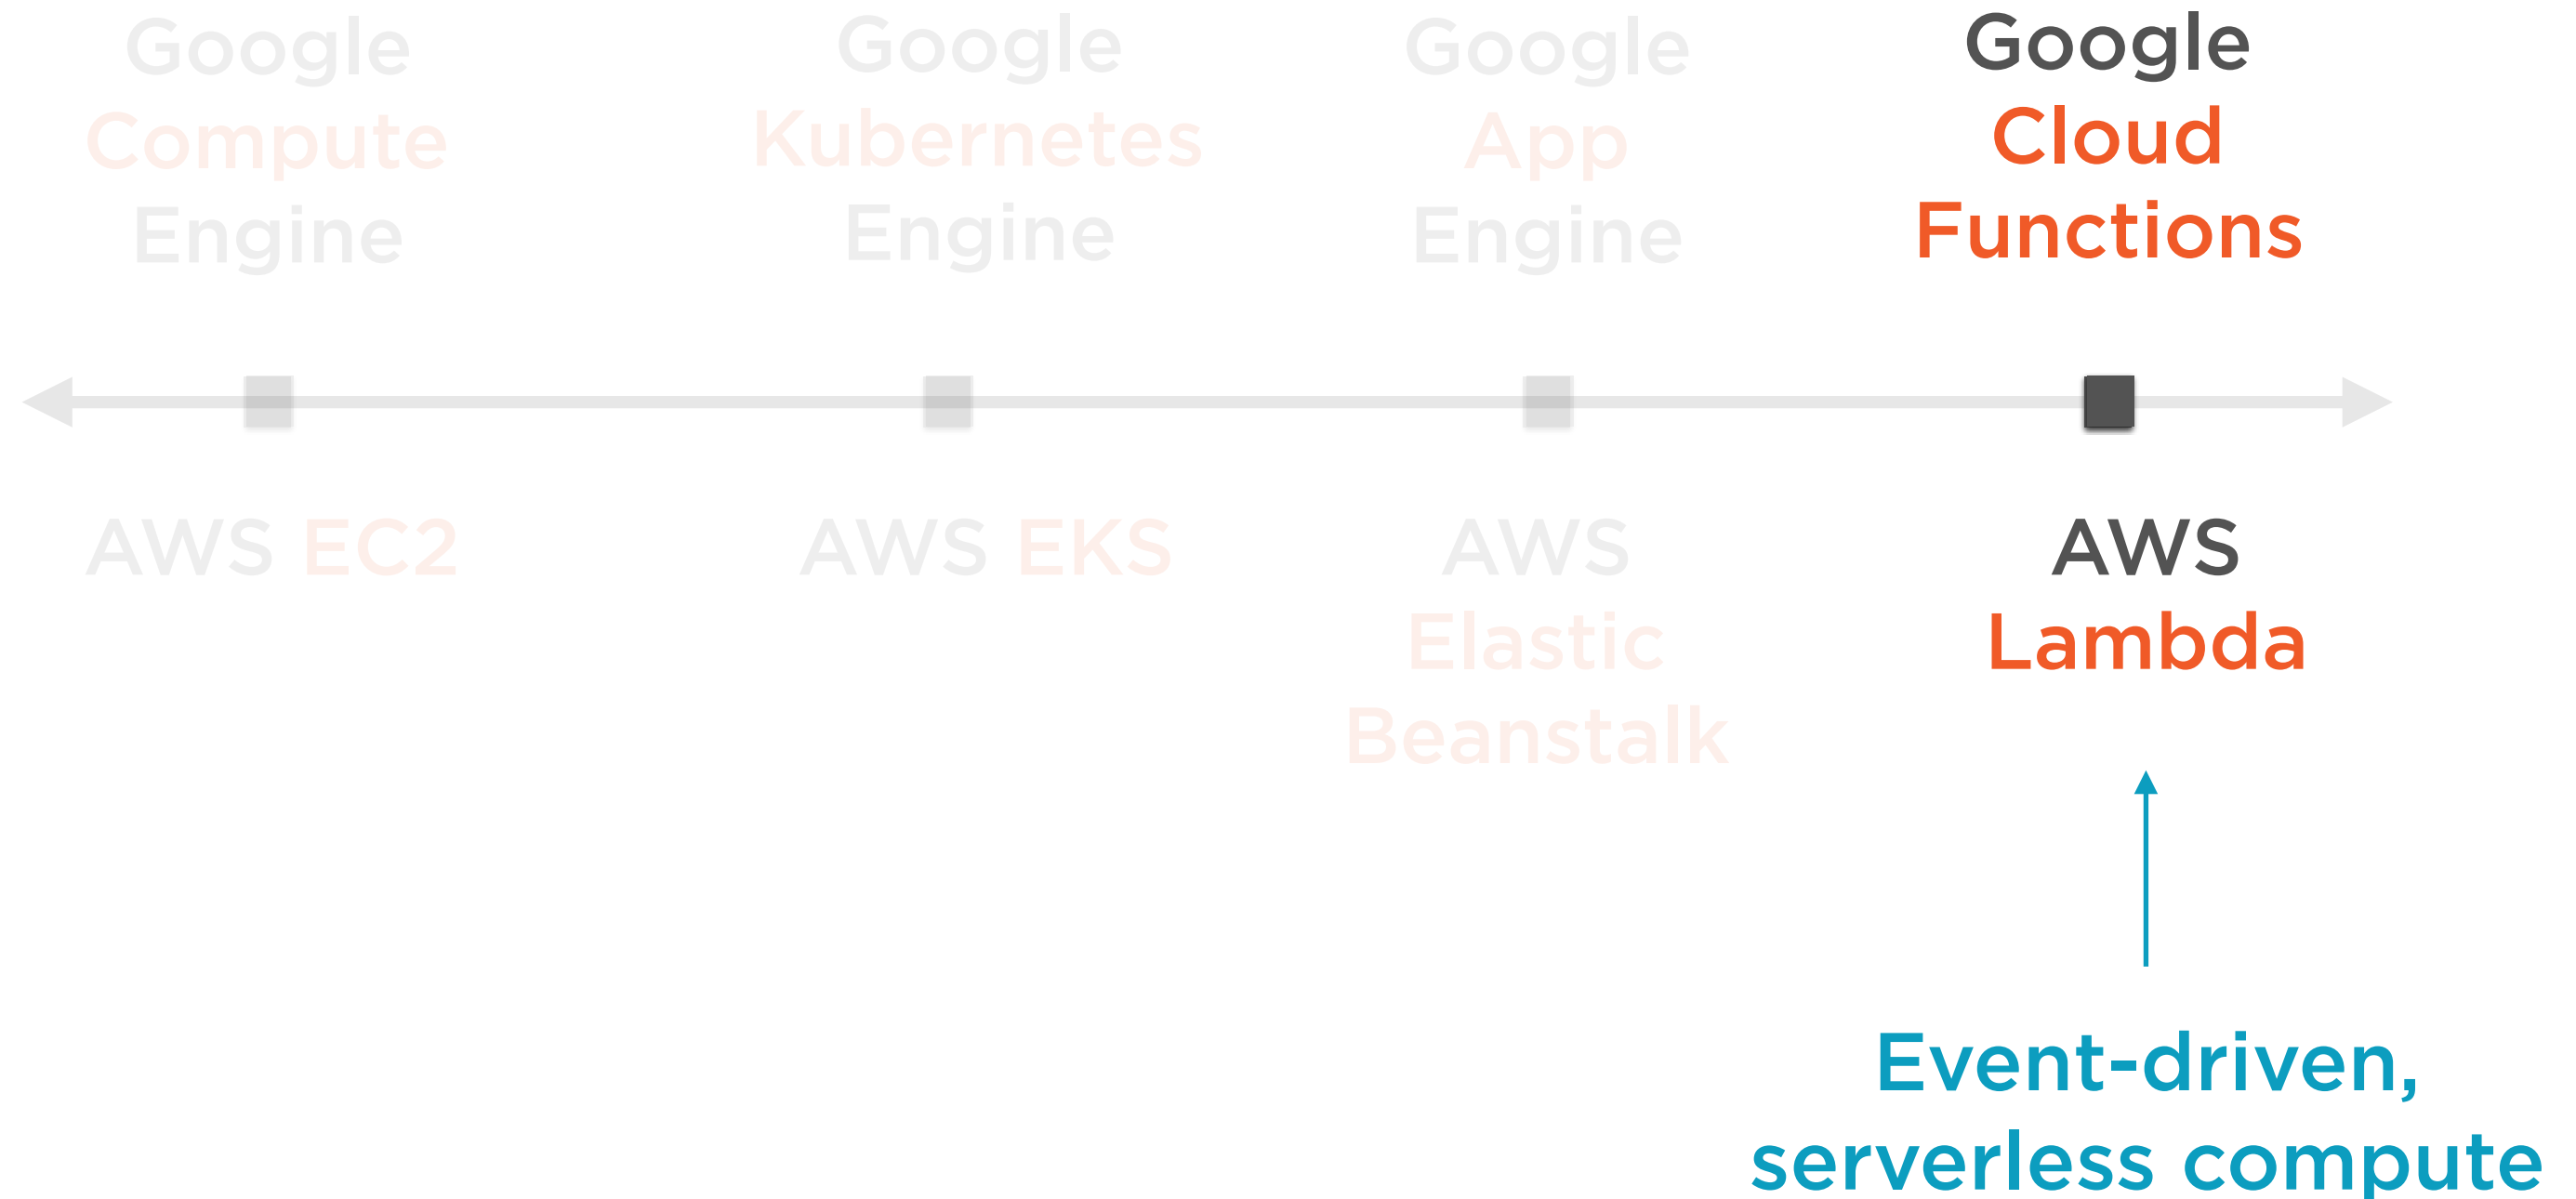 Google
Compute
Engine
Google
Kubernetes
Engine
Google
App
Engine
Google
Cloud
Functions
AWS EC2
AWS EKS
AWS
Elastic
Beanstalk
AWS
Lambda
Event-driven,
serverless compute